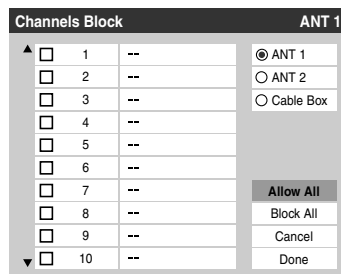 Channels Block ANT 1
1 -- ANT 1
2 -- ANT 2
3 -- Cable Box
4 --
5 --
6 --
7 -- Allow All
8 -- Block All
9 -- Cancel
10 -- Done